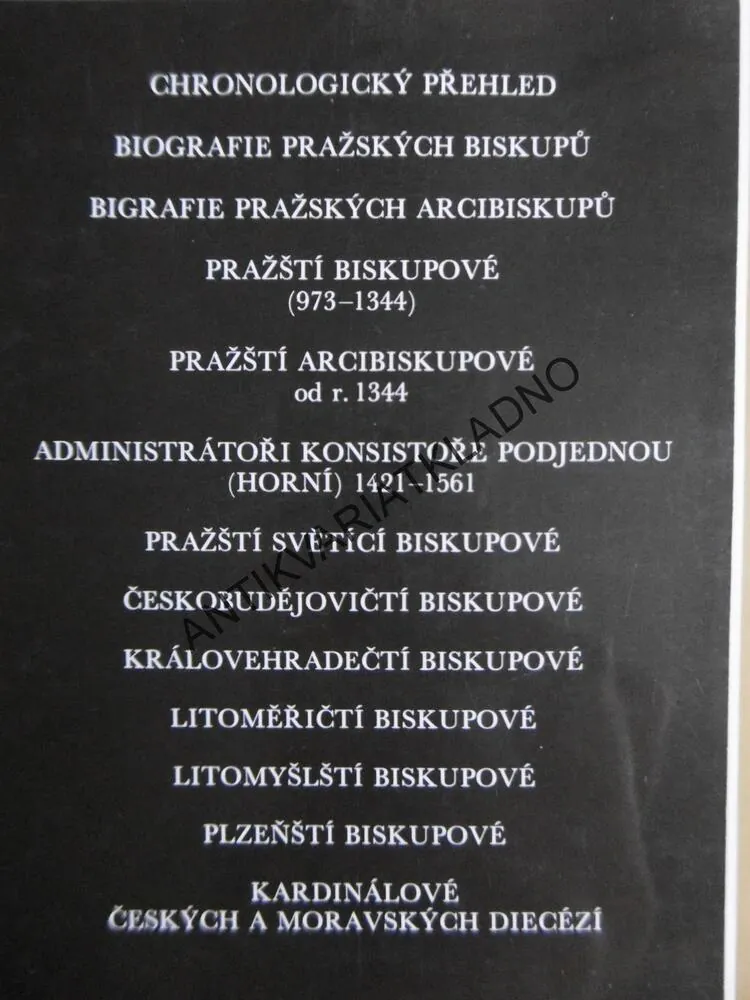 CHRONOLOGICKÝ PŘEHLED
BIOGRAFIE PRAŽSKÝCH BISKUPŮ
BIGRAFIE PRAŽSKÝCH ARCIBISKUPŮ
PRAŽŠTÍ BISKUPOVÉ
(973–1344)
PRAŽŠTÍ ARCIBISKUPOVÉ
od r. 1344
ADMINISTRÁTOŘI KONSISTOŘE PODJEDNOU
(HORNÍ) 1421–1561
PRAŽŠTÍ SVĚTÍCÍ BISKUPOVÉ
ČESKOBUDĚJOVIČTÍ BISKUPOVÉ
KRÁLOVEHRADEČTÍ BISKUPOVÉ
LITOMĚŘIČTÍ BISKUPOVÉ
LITOMYŠLŠTÍ BISKUPOVÉ
PLZEŇŠTÍ BISKUPOVÉ
KARDINÁLOVÉ
ČESKÝCH A MORAVSKÝCH DIECÉZÍ
ANTIKVARIATKLADNO